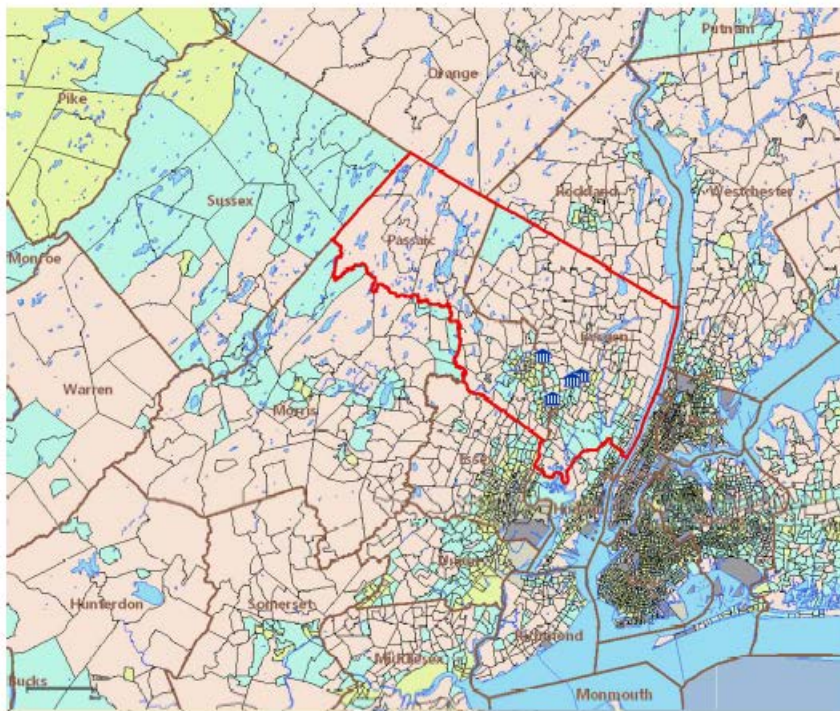 Putnam
Orange
Pike
Rockland
Westchester
Sussex
Passaic
Monroe
Bergen
Warren
Morris
Essex
Hudson
Union
Hunterdon
Somerset
Richmond
Middlesex
Bucks
Monmouth